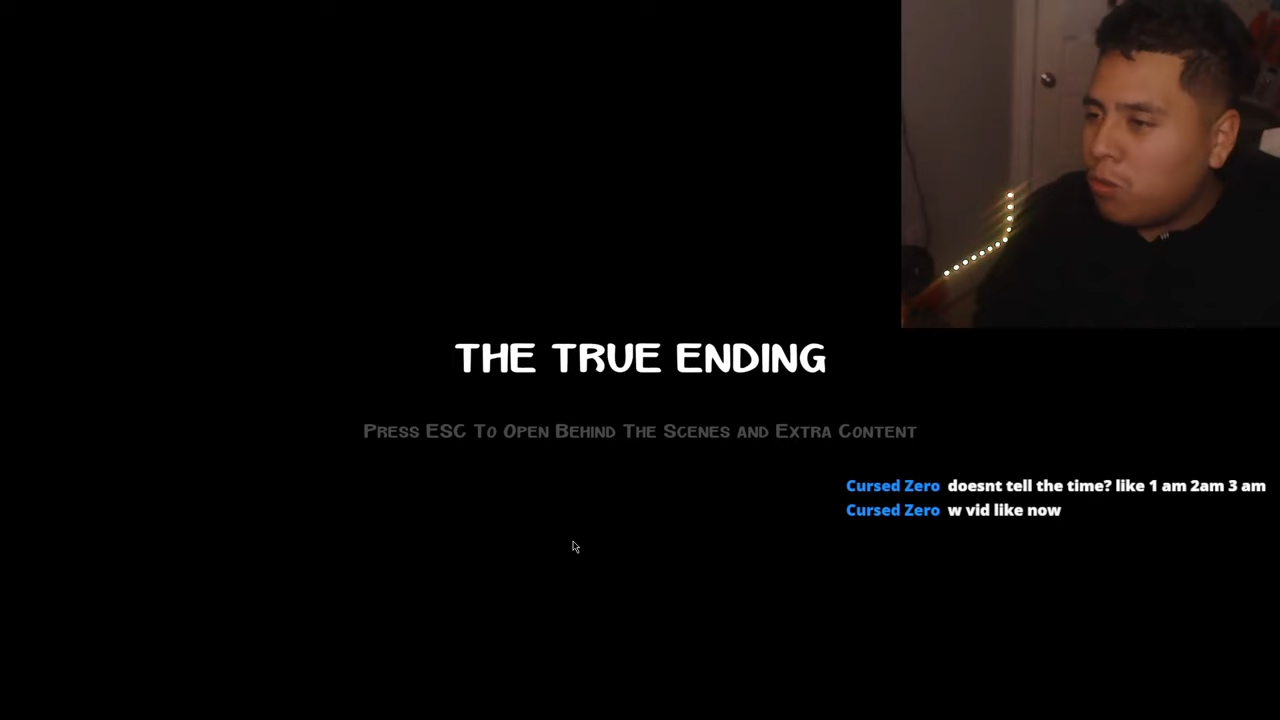 THE TRUE ENDING
PRESS ESC TO OPEN BEHIND THE SCENES AND EXTRA CONTENT
Cursed Zero doesnt tell the time? like 1 am 2am 3 am
Cursed Zero w vid like now